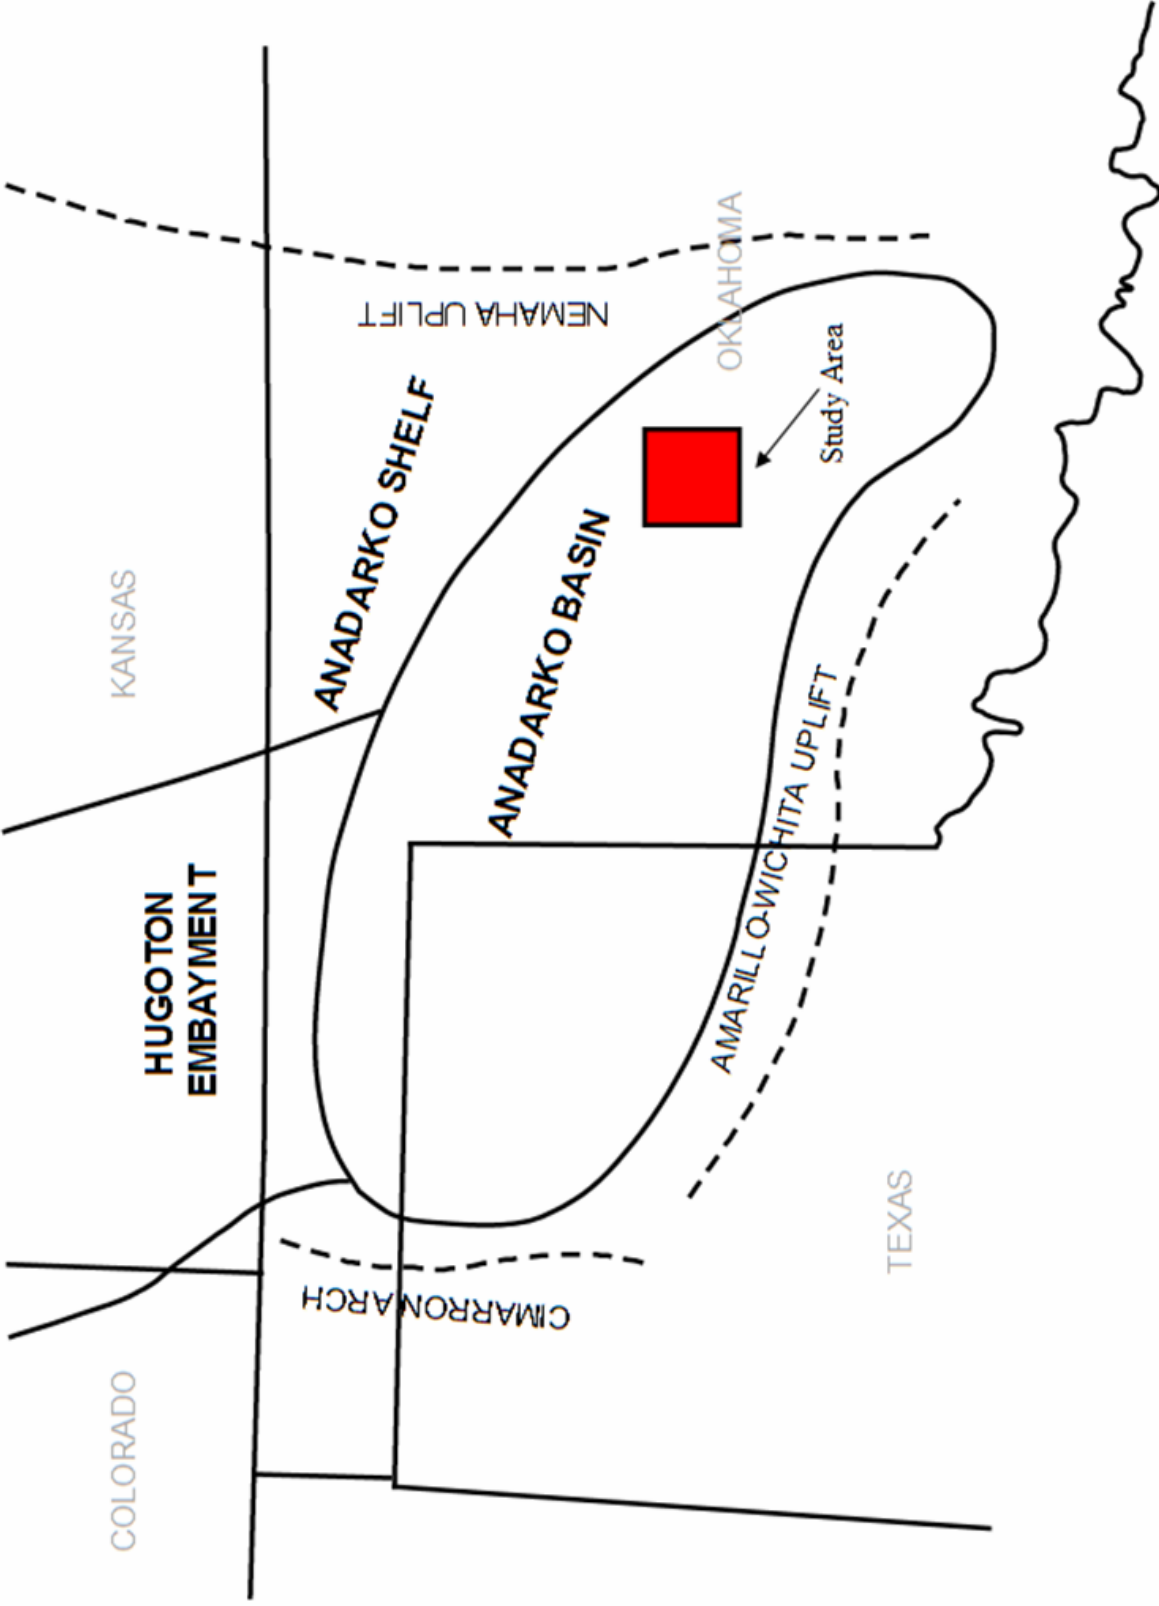 COLORADO
KANSAS
HUGOTON
EMBAYMENT
ANADARKO SHELF
NEMAHA UPLIFT
CIMARRON ARCH
ANADARKO BASIN
OKLAHOMA
Study Area
AMARILLO-WICHITA UPLIFT
TEXAS